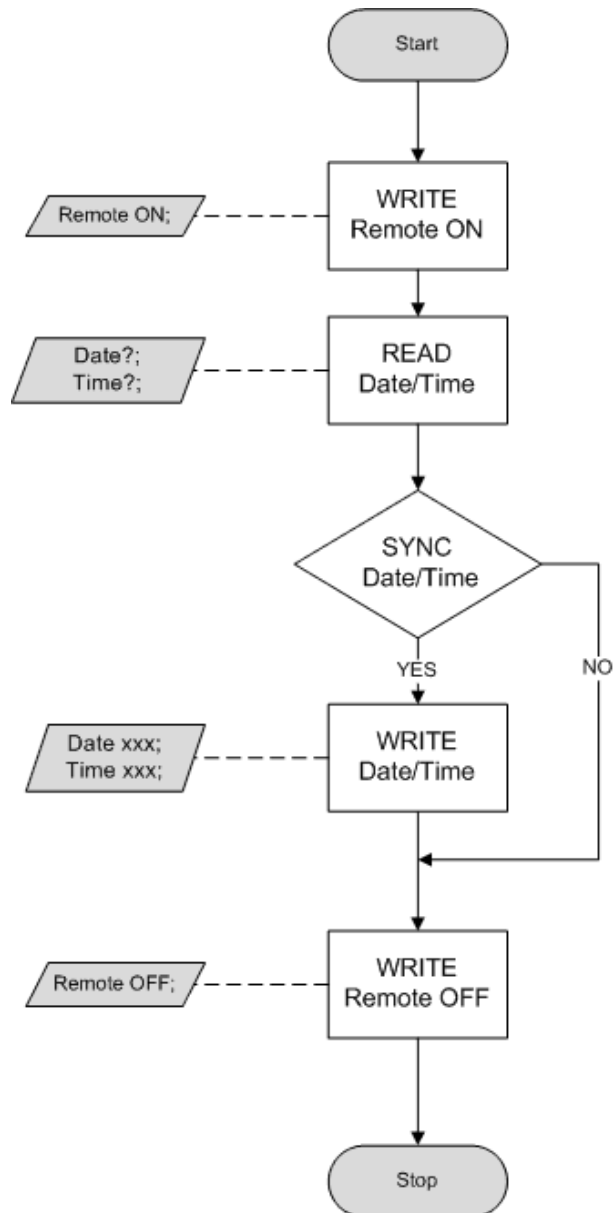 Start
Remote ON;
WRITE
Remote ON
Date?;
Time?;
READ
Date/Time
SYNC
Date/Time
YES
NO
Date xxx;
Time xxx;
WRITE
Date/Time
Remote OFF;
WRITE
Remote OFF
Stop